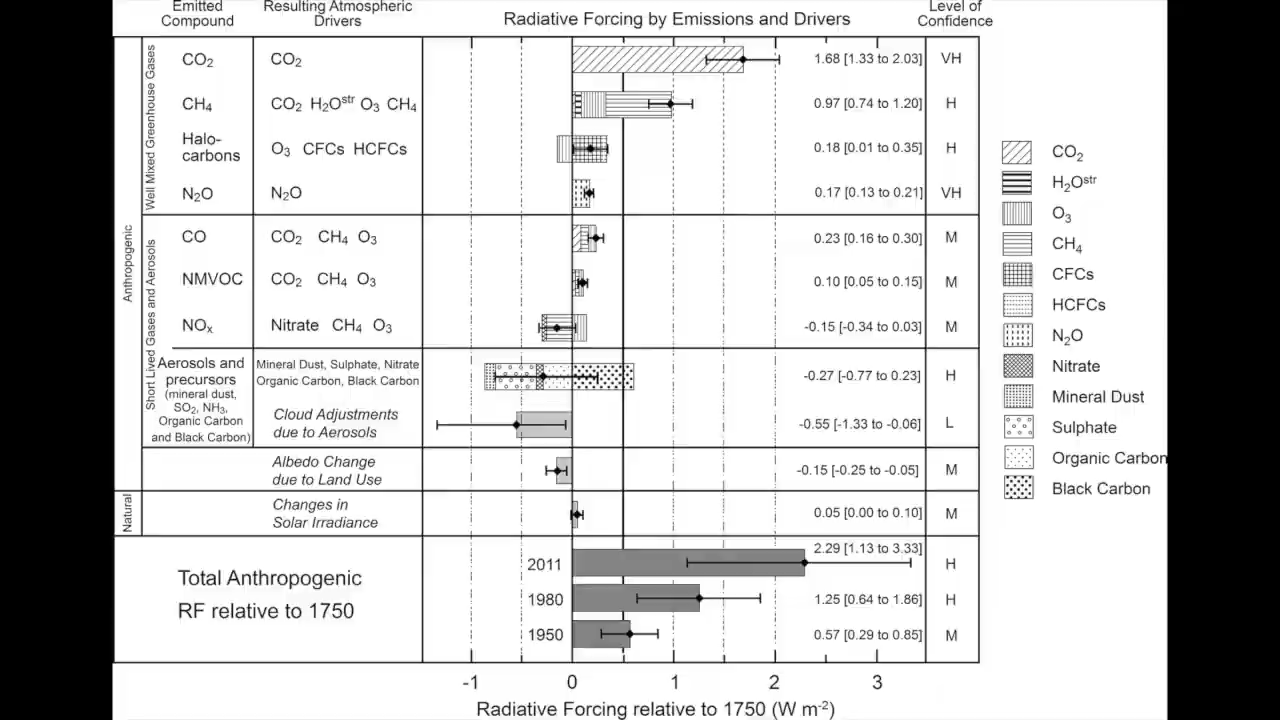 Emitted Resulting Atmospheric Level of
Compound Drivers Radiative Forcing by Emissions and Drivers Confidence
Anthropogenic
Well Mixed Greenhouse Gases
CO₂ CO₂ 1.68 [1.33 to 2.03] VH
CH₄ CO₂ H₂Oˢᵗʳ O₃ CH₄ 0.97 [0.74 to 1.20] H
Halo-
carbons O₃ CFCs HCFCs 0.18 [0.01 to 0.35] H
N₂O N₂O 0.17 [0.13 to 0.21] VH
Short Lived Gases and Aerosols
CO CO₂ CH₄ O₃ 0.23 [0.16 to 0.30] M
NMVOC CO₂ CH₄ O₃ 0.10 [0.05 to 0.15] M
NOₓ Nitrate CH₄ O₃ -0.15 [-0.34 to 0.03] M
Aerosols and
precursors
(mineral dust,
SO₂, NH₃,
Organic Carbon
and Black Carbon)
Mineral Dust, Sulphate, Nitrate
Organic Carbon, Black Carbon
-0.27 [-0.77 to 0.23] H
Cloud Adjustments
due to Aerosols
-0.55 [-1.33 to -0.06] L
Albedo Change
due to Land Use
-0.15 [-0.25 to -0.05] M
Natural
Changes in
Solar Irradiance
0.05 [0.00 to 0.10] M
Total Anthropogenic
RF relative to 1750
2011 2.29 [1.13 to 3.33] H
1980 1.25 [0.64 to 1.86] H
1950 0.57 [0.29 to 0.85] M
-1 0 1 2 3
Radiative Forcing relative to 1750 (W m⁻²)
CO₂
H₂Oˢᵗʳ
O₃
CH₄
CFCs
HCFCs
N₂O
Nitrate
Mineral Dust
Sulphate
Organic Carbon
Black Carbon